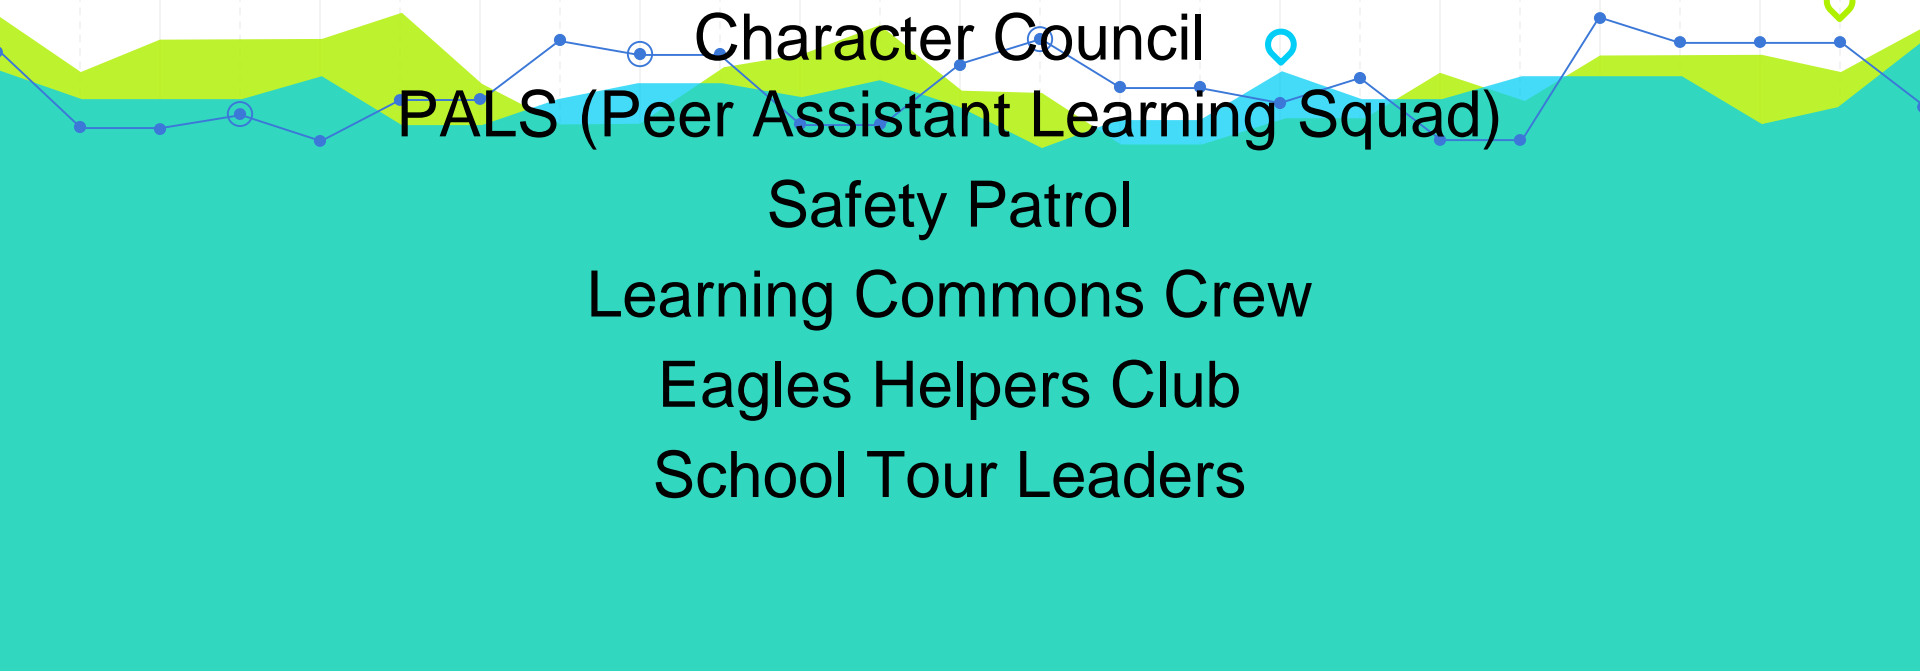 Character Council
PALS (Peer Assistant Learning Squad)
Safety Patrol
Learning Commons Crew
Eagles Helpers Club
School Tour Leaders